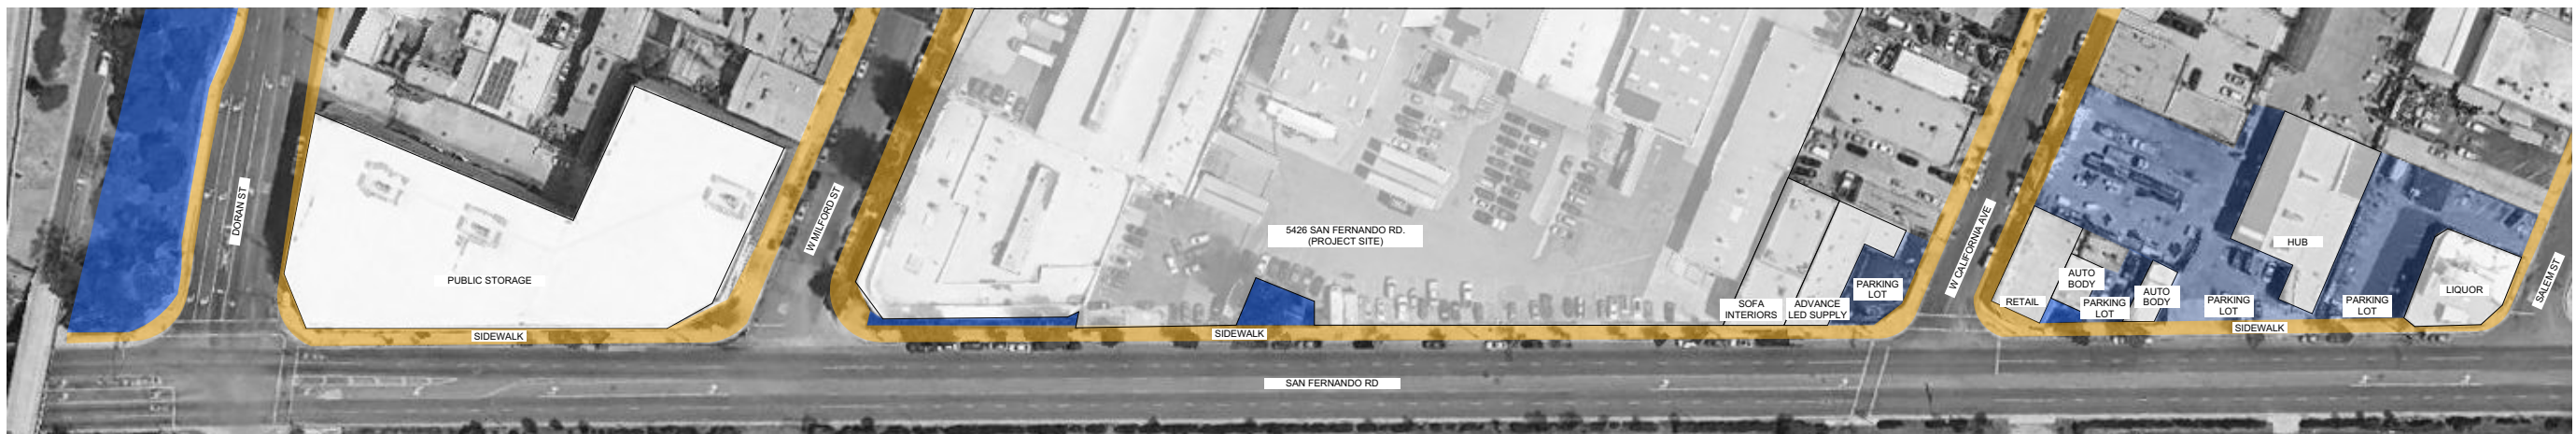 DORAN ST
PUBLIC STORAGE
SIDEWALK
W MILFORD ST
5426 SAN FERNANDO RD.
(PROJECT SITE)
SIDEWALK
SAN FERNANDO RD
SOFA
INTERIORS
ADVANCE
LED SUPPLY
PARKING
LOT
W CALIFORNIA AVE
RETAIL
AUTO
BODY
PARKING
LOT
AUTO
BODY
PARKING
LOT
HUB
SIDEWALK
PARKING
LOT
LIQUOR
SALEM ST